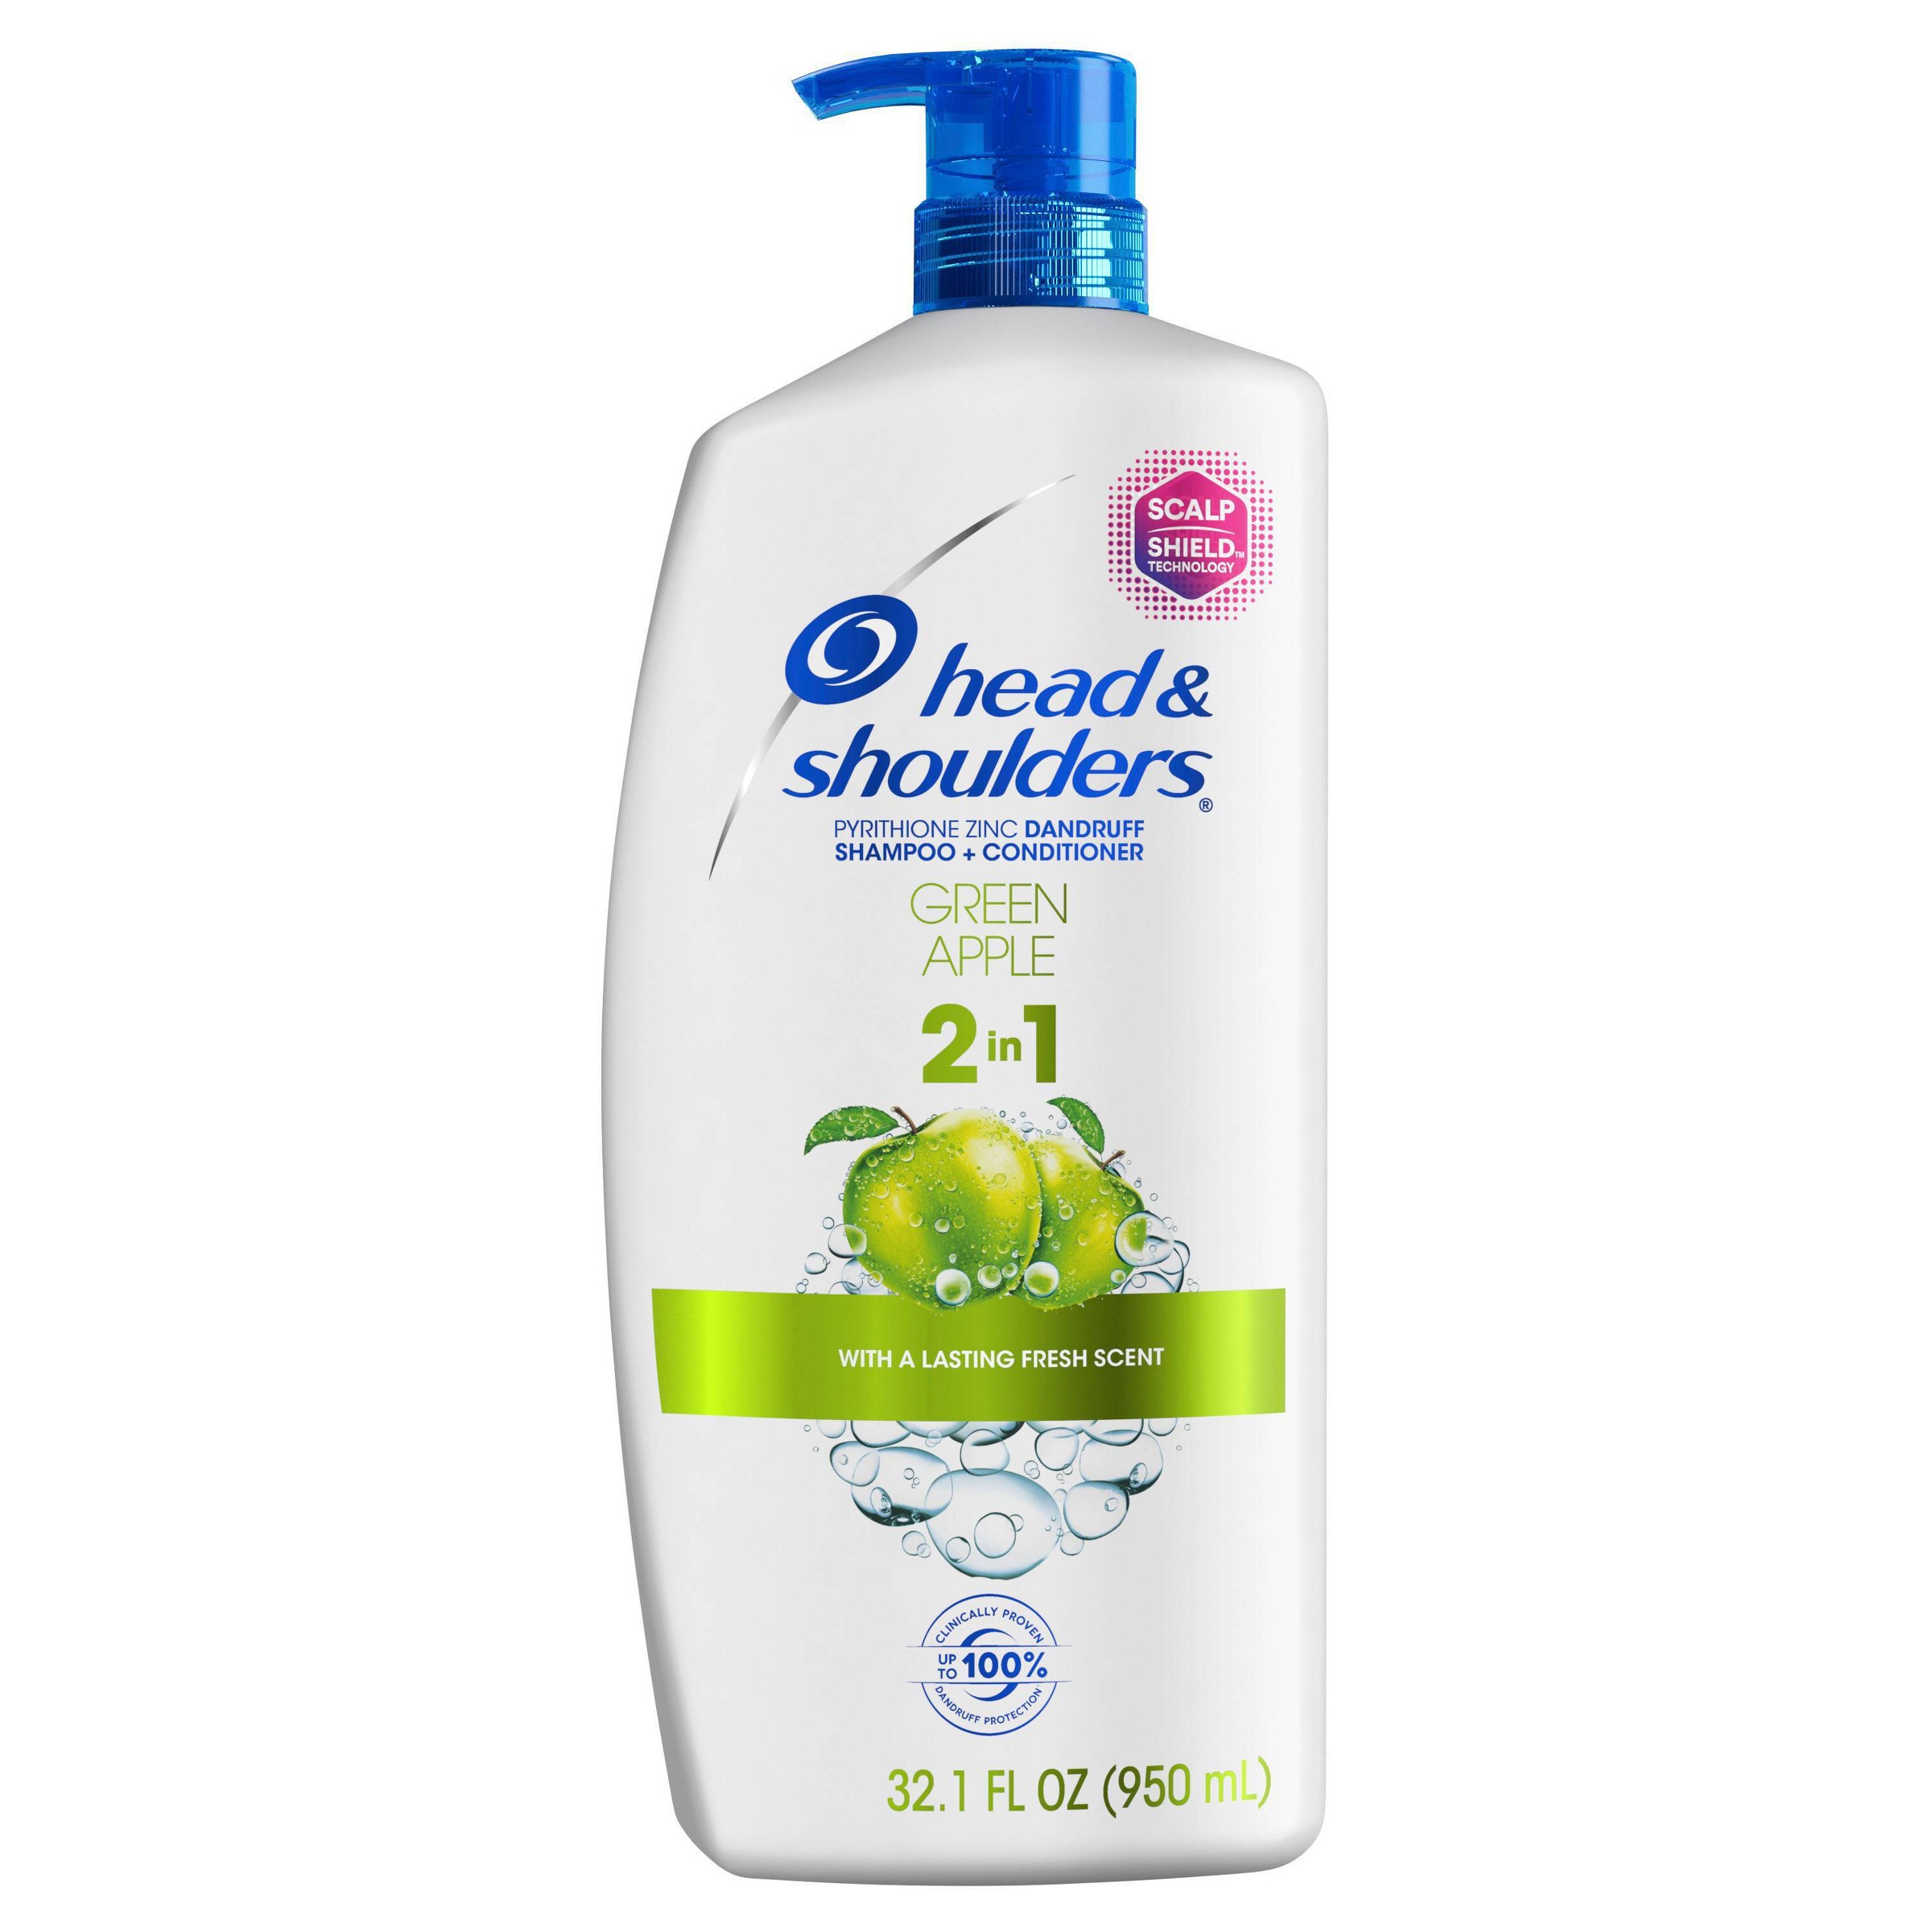 SCALP
SHIELD™
TECHNOLOGY
head &
shoulders®
PYRITHIONE ZINC DANDRUFF
SHAMPOO + CONDITIONER
GREEN
APPLE
2 in 1
WITH A LASTING FRESH SCENT
CLINICALLY PROVEN
UP TO 100%
DANDRUFF PROTECTION*
32.1 FL OZ (950 mL)